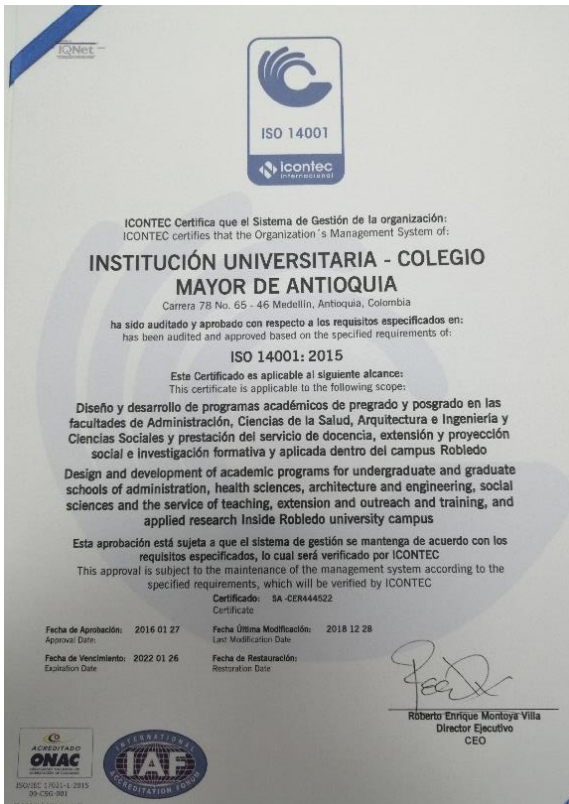 IQNet
ISO 14001
icontec
internacional
ICONTEC Certifica que el Sistema de Gestión de la organización:
ICONTEC certifies that the Organization´s Management System of:
INSTITUCIÓN UNIVERSITARIA - COLEGIO
MAYOR DE ANTIOQUIA
Carrera 78 No. 65 - 46 Medellín, Antioquia, Colombia
ha sido auditado y aprobado con respecto a los requisitos especificados en:
has been audited and approved based on the specified requirements of:
ISO 14001: 2015
Este Certificado es aplicable al siguiente alcance:
This certificate is applicable to the following scope:
Diseño y desarrollo de programas académicos de pregrado y posgrado en las
facultades de Administración, Ciencias de la Salud, Arquitectura e Ingeniería y
Ciencias Sociales y prestación del servicio de docencia, extensión y proyección
social e investigación formativa y aplicada dentro del campus Robledo
Design and development of academic programs for undergraduate and graduate
schools of administration, health sciences, architecture and engineering, social
sciences and the service of teaching, extension and outreach and training, and
applied research Inside Robledo university campus
Esta aprobación está sujeta a que el sistema de gestión se mantenga de acuerdo con los
requisitos especificados, lo cual será verificado por ICONTEC
This approval is subject to the maintenance of the management system according to the
specified requirements, which will be verified by ICONTEC
Certificado: SA -CER444522
Certificate
Fecha de Aprobación: 2016 01 27 Fecha Última Modificación: 2018 12 28
Approval Date: Last Modification Date
Fecha de Vencimiento: 2022 01 26 Fecha de Restauración:
Expiration Date Restoration Date
Roberto Enrique Montoya Villa
Director Ejecutivo
CEO
ACREDITADO
ONAC
ISO/IEC 17021-1:2015
09-CSG-001
INTERNATIONAL
IAF
ACCREDITATION FORUM